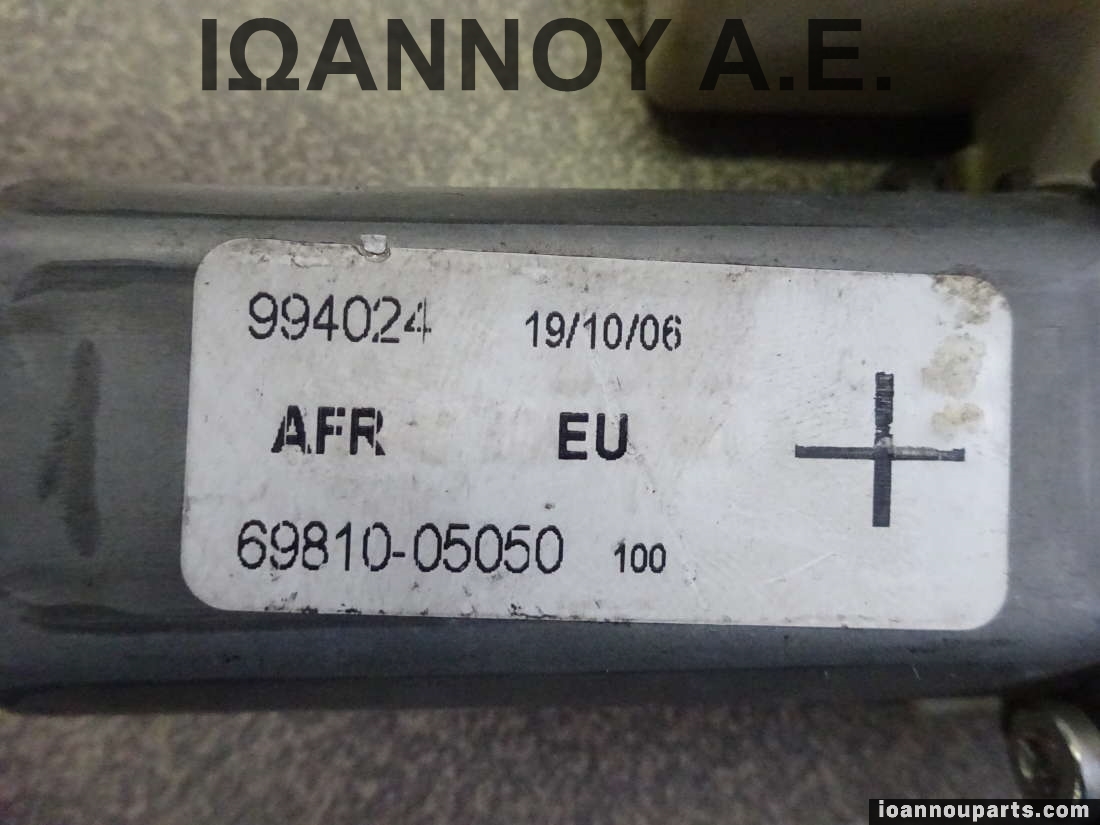 ΙΩΑΝΝΟΥ Α.Ε.
994024 19/10/06
AFR EU
69810-05050 100
ioannouparts.com